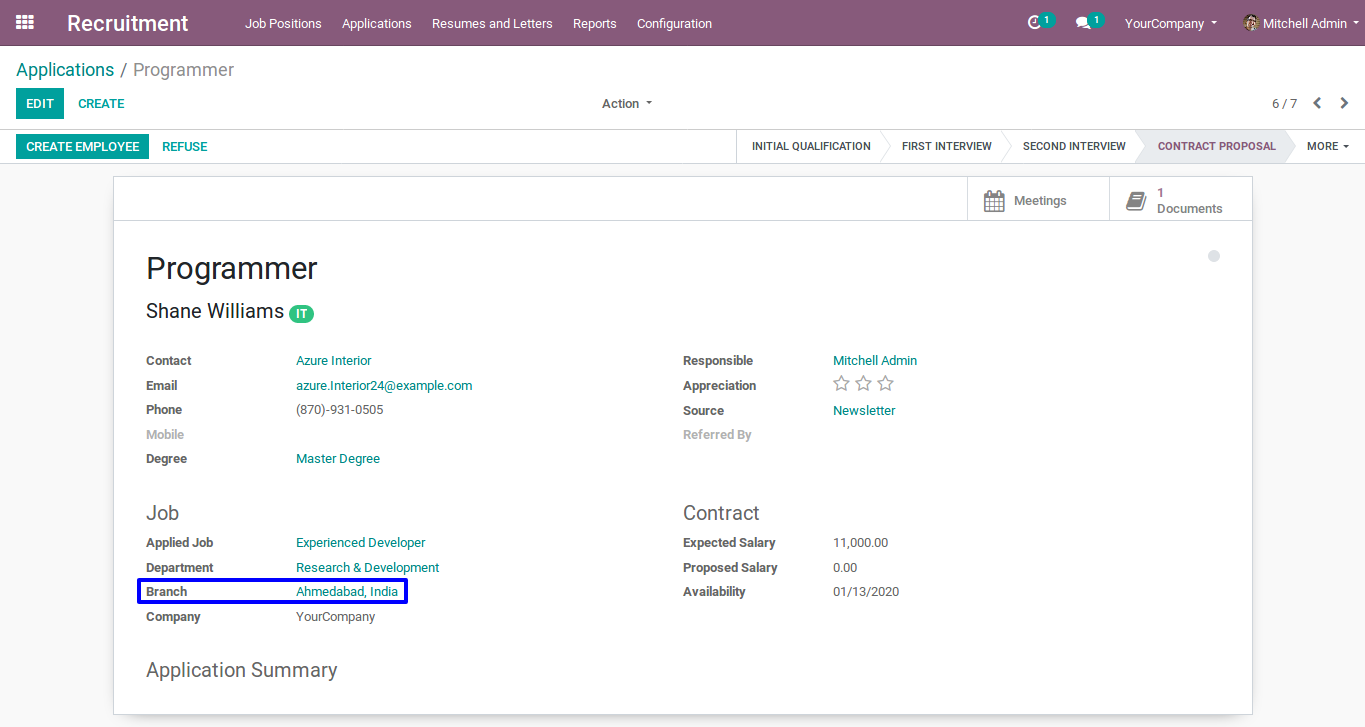 Recruitment Job Positions Applications Resumes and Letters Reports Configuration 1 1 YourCompany Mitchell Admin
Applications / Programmer
EDIT CREATE Action 6 / 7
CREATE EMPLOYEE REFUSE INITIAL QUALIFICATION FIRST INTERVIEW SECOND INTERVIEW CONTRACT PROPOSAL MORE
Meetings
1
Documents
Programmer
Shane Williams IT
Contact Azure Interior
Email azure.Interior24@example.com
Phone (870)-931-0505
Mobile
Degree Master Degree
Responsible Mitchell Admin
Appreciation
Source Newsletter
Referred By
Job
Applied Job Experienced Developer
Department Research & Development
Branch Ahmedabad, India
Company YourCompany
Contract
Expected Salary 11,000.00
Proposed Salary 0.00
Availability 01/13/2020
Application Summary